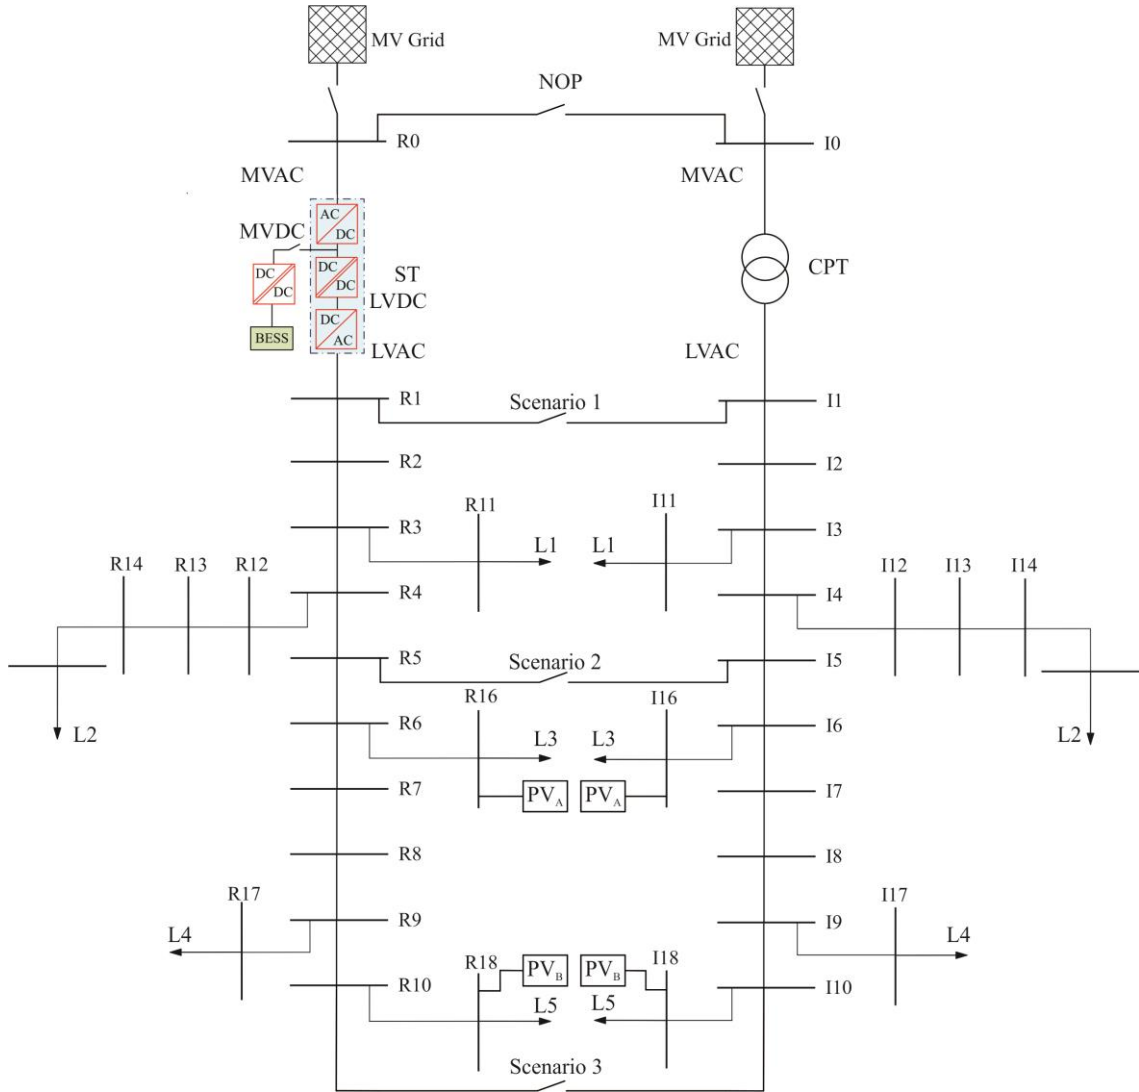 MV Grid
MV Grid
NOP
R0
I0
MVAC
MVAC
AC
DC
MVDC
DC
DC
DC
DC
ST
LVDC
CPT
BESS
DC
AC
LVAC
LVAC
R1
Scenario 1
I1
R2
I2
R11
I11
R3
I3
L1
L1
R14
R13
R12
I12
I13
I14
R4
I4
R5
Scenario 2
I5
R16
I16
L2
L2
R6
I6
L3
L3
R7
PVA
PVA
I7
R8
I8
R17
I17
R9
I9
L4
L4
R18
PVB
PVB
I18
R10
I10
L5
L5
Scenario 3